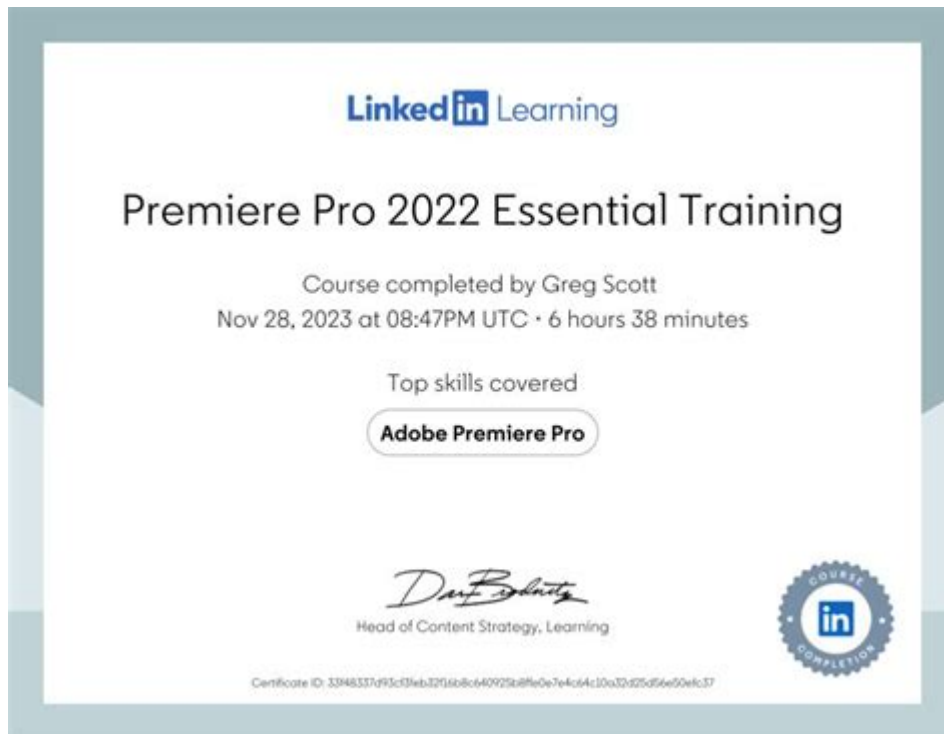 Linked in Learning
Premiere Pro 2022 Essential Training
Course completed by Greg Scott
Nov 28, 2023 at 08:47PM UTC • 6 hours 38 minutes
Top skills covered
Adobe Premiere Pro
Head of Content Strategy, Learning
COURSE
in
COMPLETION
Certificate ID: